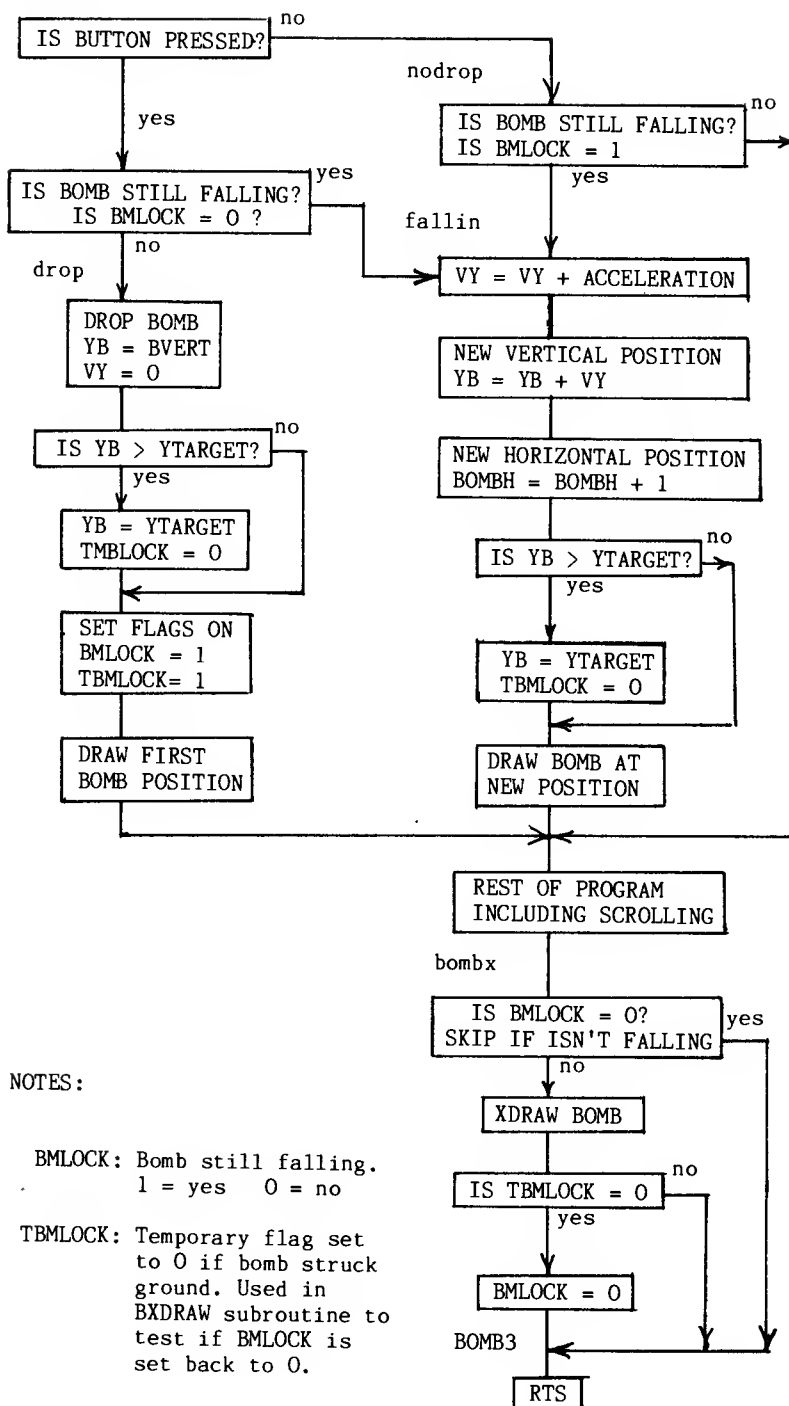 IS BUTTON PRESSED?
no
yes
nodrop
IS BOMB STILL FALLING?
IS BMLOCK = 1
no
yes
IS BOMB STILL FALLING?
IS BMLOCK = 0 ?
yes
no
fallin
drop
VY = VY + ACCELERATION
DROP BOMB
YB = BVERT
VY = 0
NEW VERTICAL POSITION
YB = YB + VY
IS YB > YTARGET?
no
yes
NEW HORIZONTAL POSITION
BOMBH = BOMBH + 1
YB = YTARGET
TMBLOCK = 0
IS YB > YTARGET?
no
yes
SET FLAGS ON
BMLOCK = 1
TBMLOCK= 1
YB = YTARGET
TBMLOCK = 0
DRAW FIRST
BOMB POSITION
DRAW BOMB AT
NEW POSITION
REST OF PROGRAM
INCLUDING SCROLLING
bombx
IS BMLOCK = 0?
SKIP IF ISN'T FALLING
yes
no
XDRAW BOMB
IS TBMLOCK = 0
no
yes
BMLOCK = 0
BOMB3
RTS
NOTES:
BMLOCK: Bomb still falling.
1 = yes 0 = no
TBMLOCK: Temporary flag set
to 0 if bomb struck
ground. Used in
BXDRAW subroutine to
test if BMLOCK is
set back to 0.